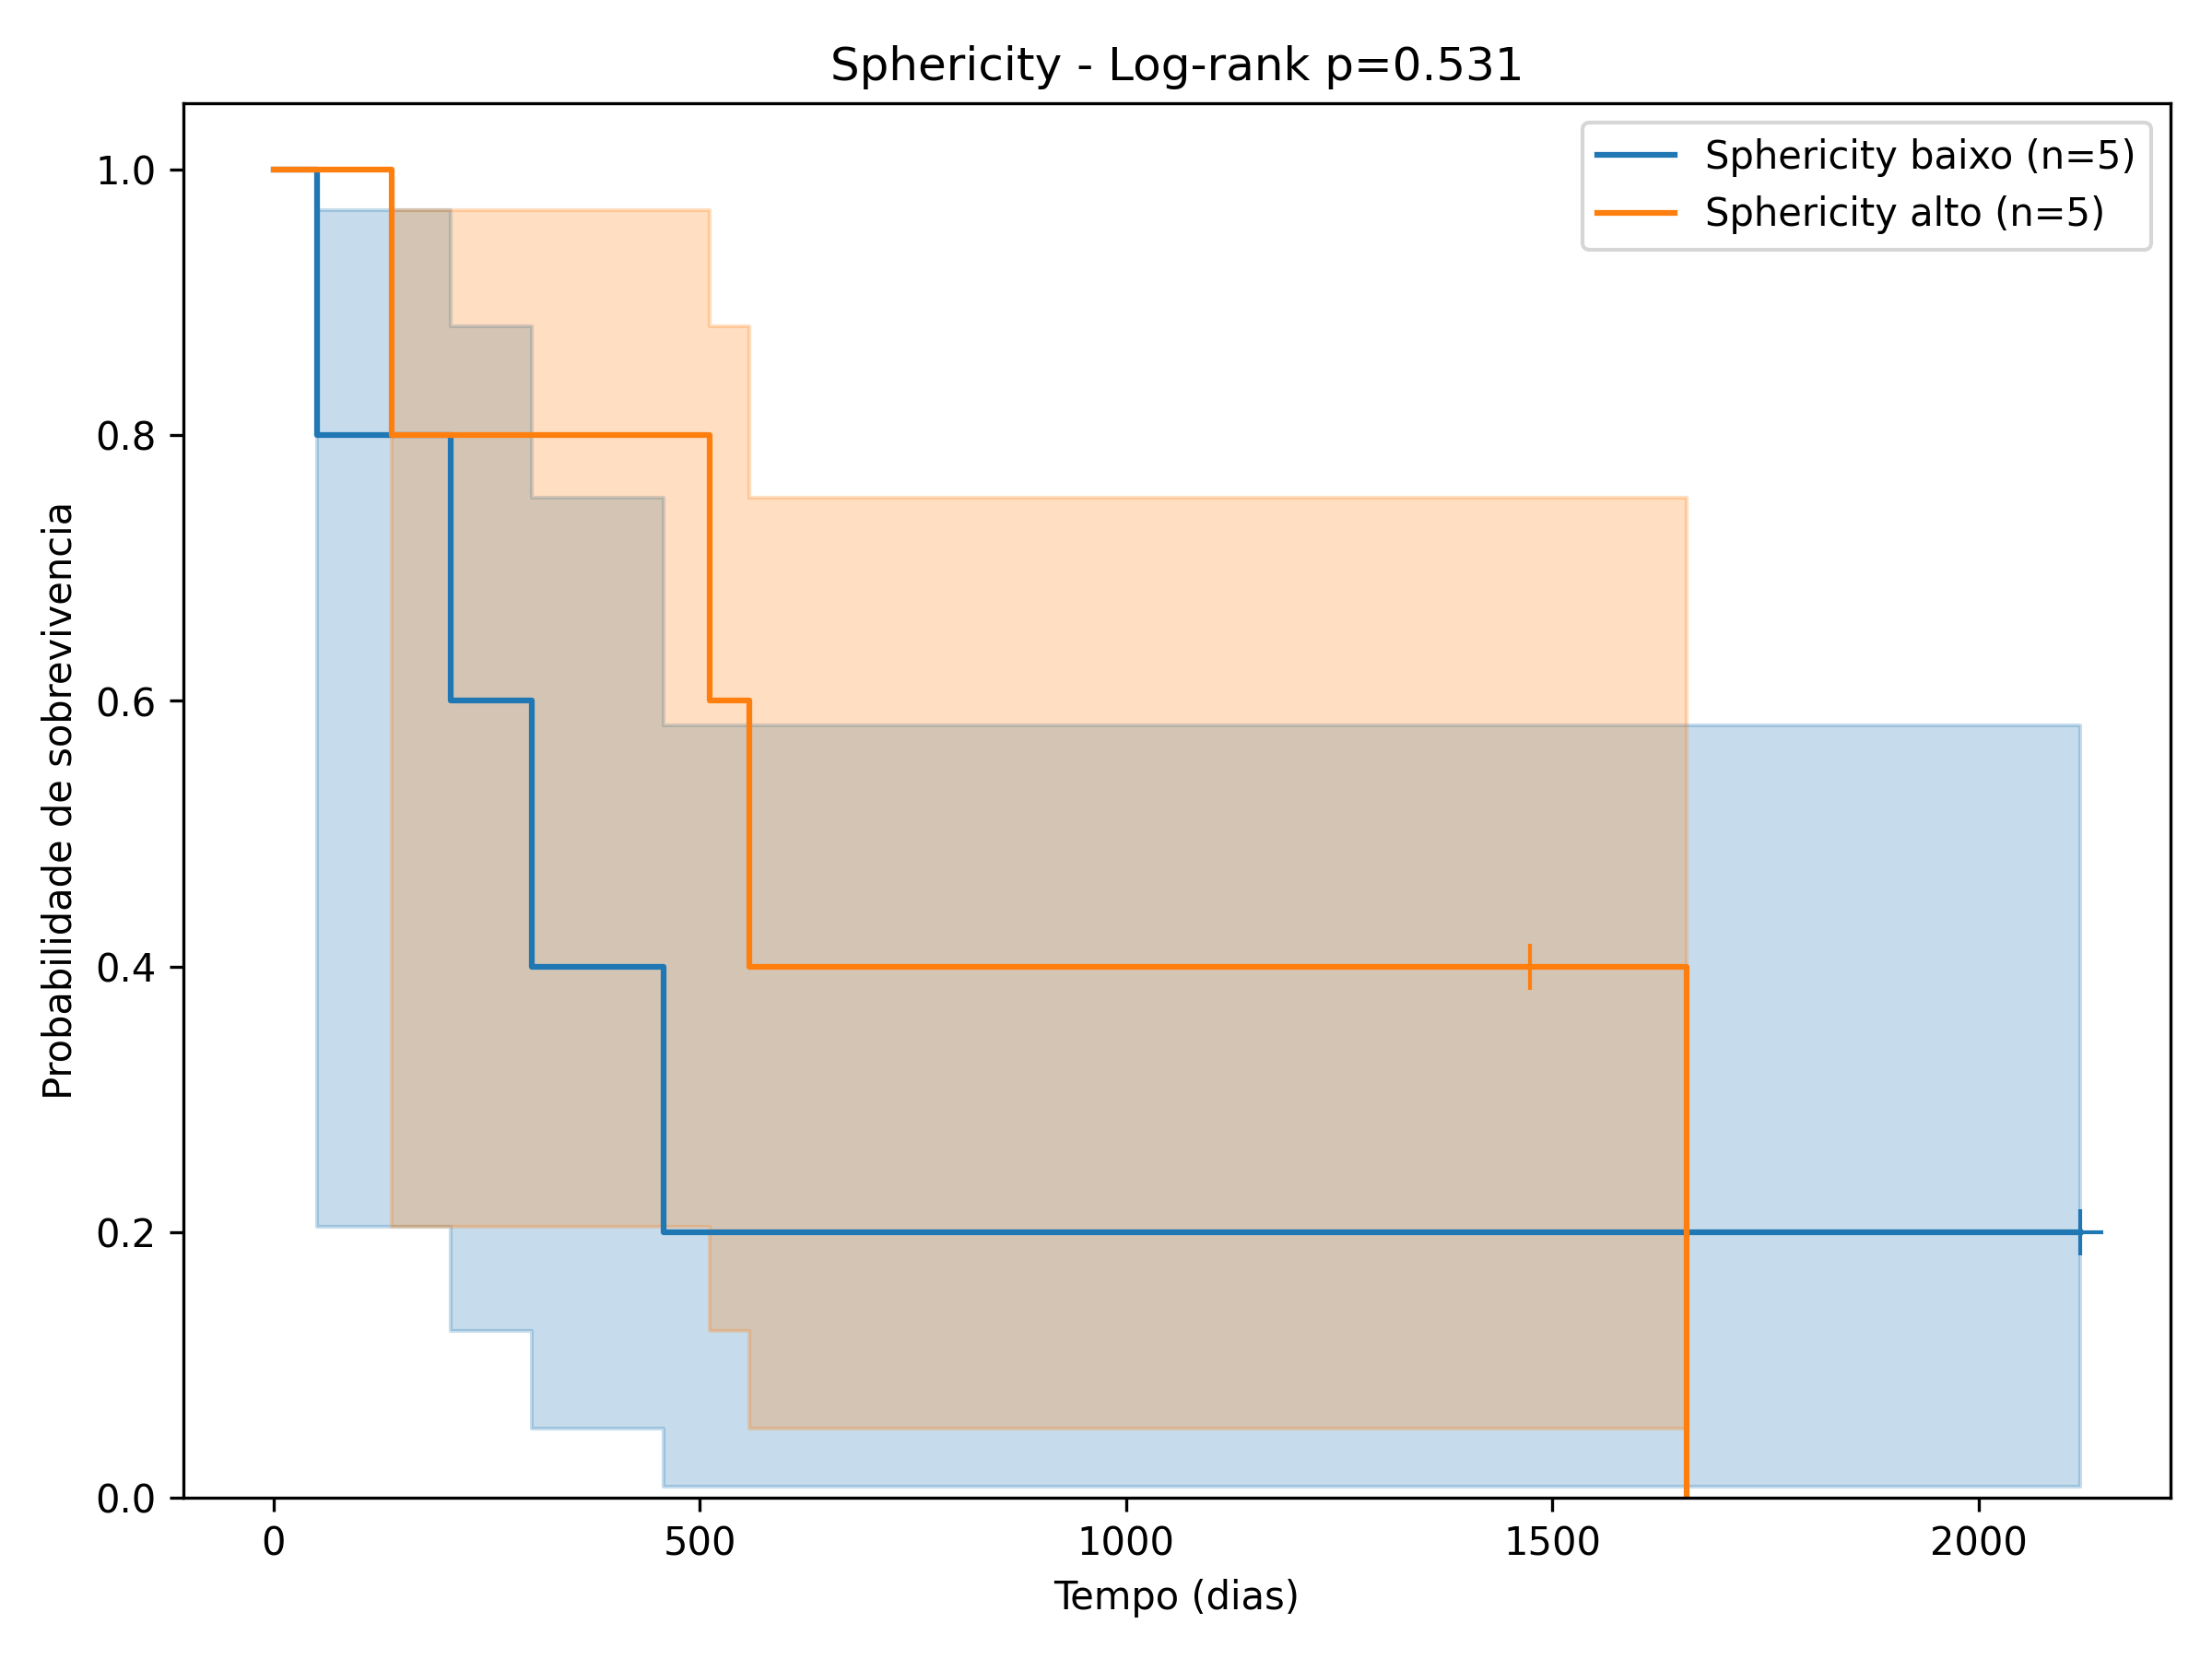 Sphericity - Log-rank p=0.531
Sphericity baixo (n=5)
Sphericity alto (n=5)
Probabilidade de sobrevivencia
1.0
0.8
0.6
0.4
0.2
0.0
0 500 1000 1500 2000
Tempo (dias)